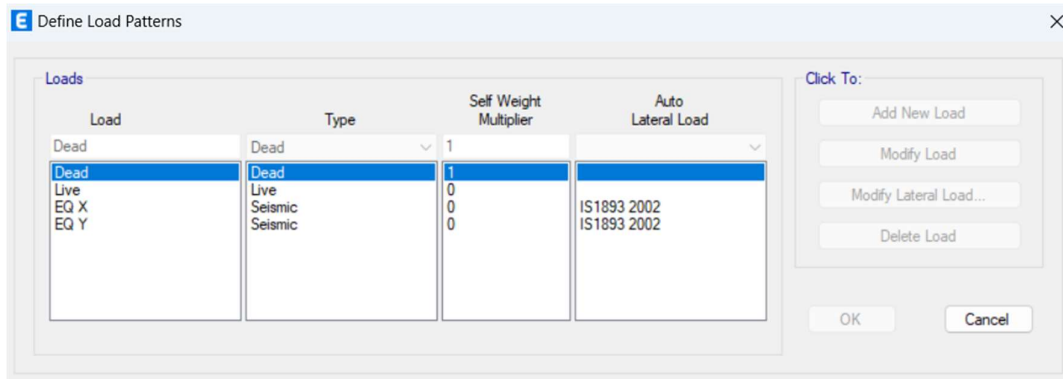 E Define Load Patterns
Loads
Load Type Self Weight Multiplier Auto Lateral Load
Dead Dead 1
Dead Dead 1
Live Live 0
EQ X Seismic 0 IS1893 2002
EQ Y Seismic 0 IS1893 2002
Click To:
Add New Load
Modify Load
Modify Lateral Load...
Delete Load
OK Cancel